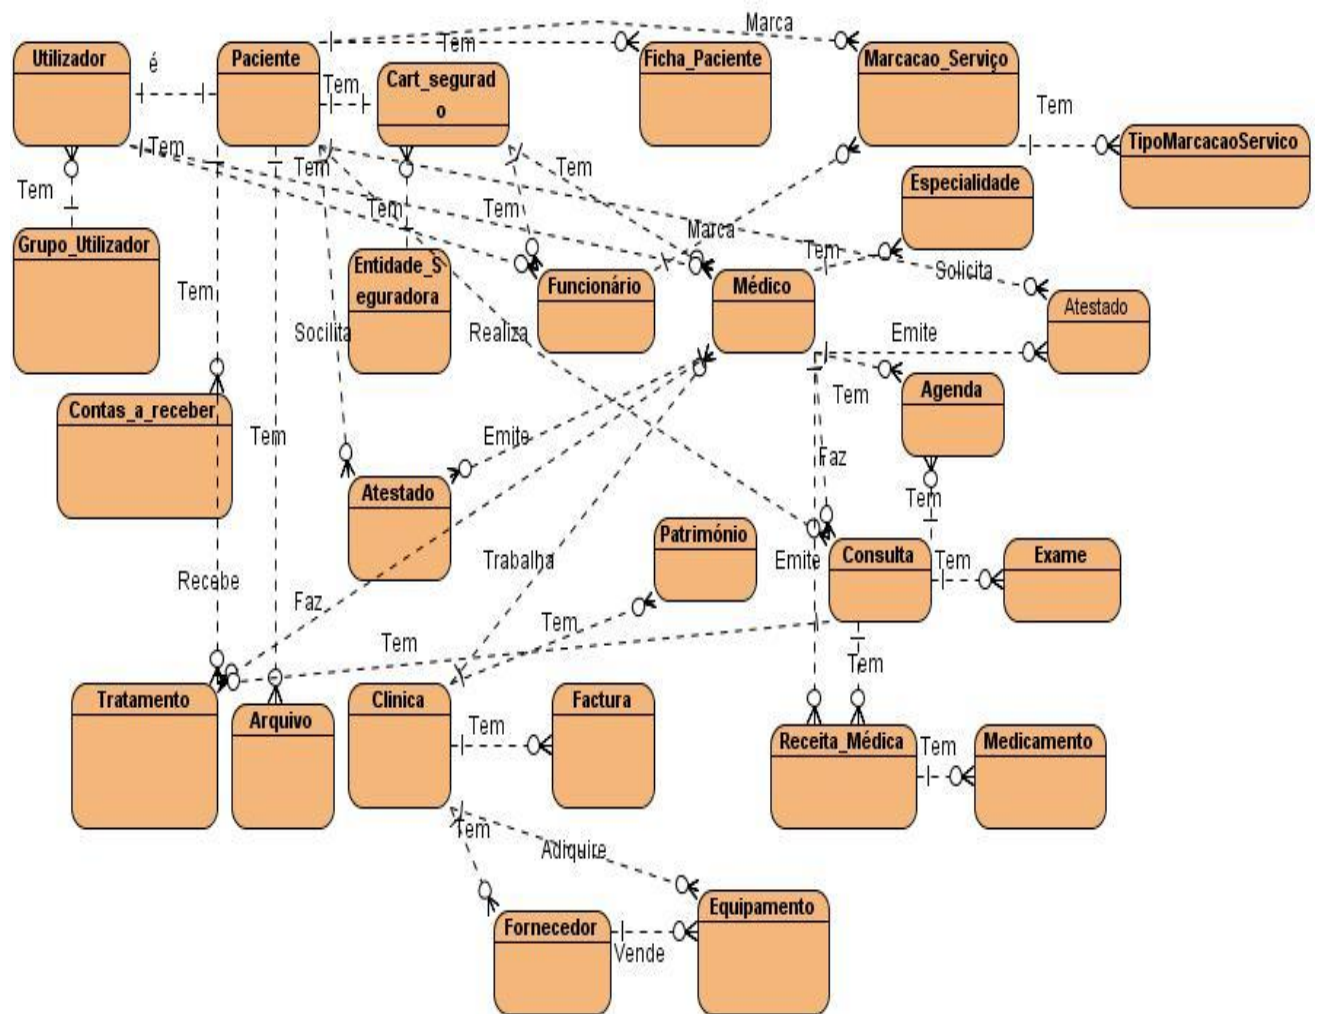 Marca
Utilizador
é
Paciente
Tem
Ficha_Paciente
Marcacao_Serviço
Tem
Cart_segurad
o
Tem
TipoMarcacaoServico
Tem
Tem
Tem
Especialidade
Tem
Tem
Tem
Marca
Tem
Grupo_Utilizador
Entidade_S
eguradora
Funcionário
Médico
Solicita
Atestado
Tem
Socilita
Realiza
Emite
Agenda
Tem
Contas_a_receber
Tem
Emite
Faz
Atestado
Tem
Património
Consulta
Exame
Trabalha
Emite
Tem
Recebe
Faz
Tem
Tem
Tem
Tratamento
Arquivo
Clinica
Factura
Tem
Receita_Médica
Tem
Medicamento
Tem
Adiquire
Equipamento
Fornecedor
Vende